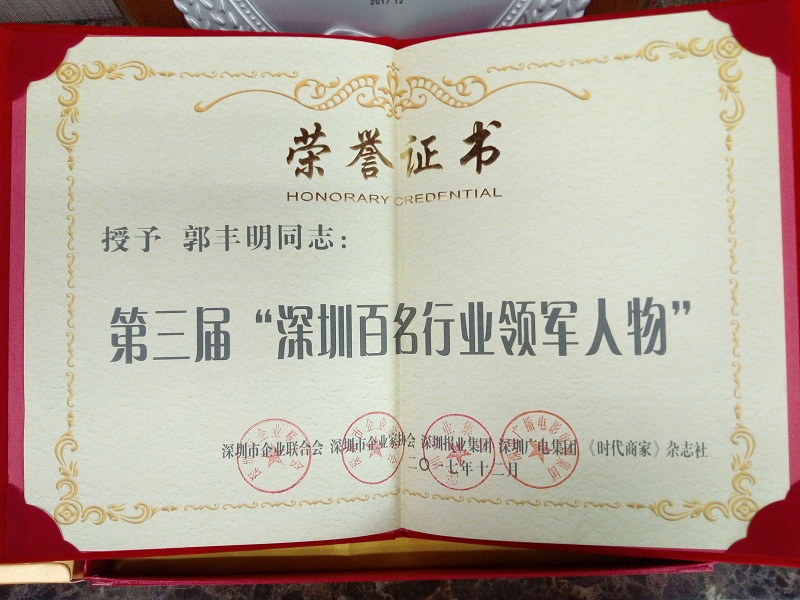 2017.12
荣誉证书
HONORARY CREDENTIAL
授予 郭丰明同志：
第三届“深圳百名行业领军人物”
深圳市企业联合会 深圳市企业家协会 深圳报业集团 深圳广电集团 《时代商家》杂志社
二〇一七年十二月